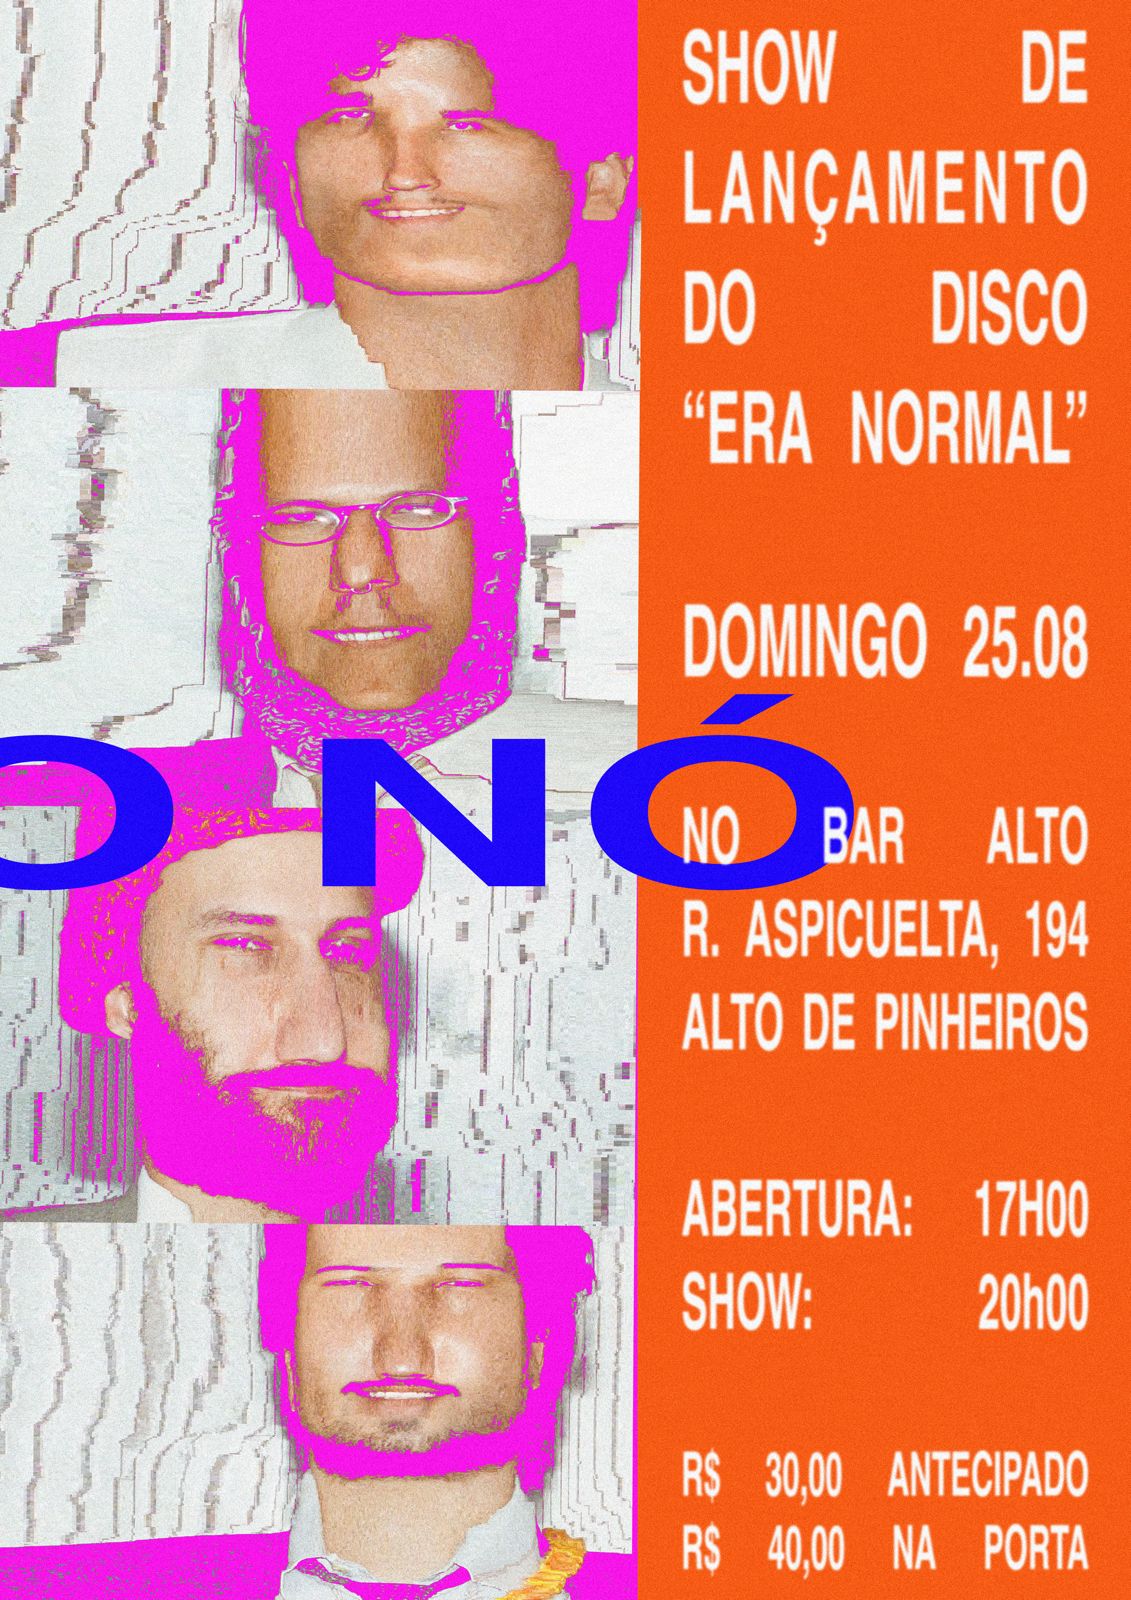 SHOW DE
LANÇAMENTO
DO DISCO
“ERA NORMAL”
DOMINGO 25.08
O NÓ
NO BAR ALTO
R. ASPICUELTA, 194
ALTO DE PINHEIROS
ABERTURA: 17H00
SHOW: 20h00
R$ 30,00 ANTECIPADO
R$ 40,00 NA PORTA